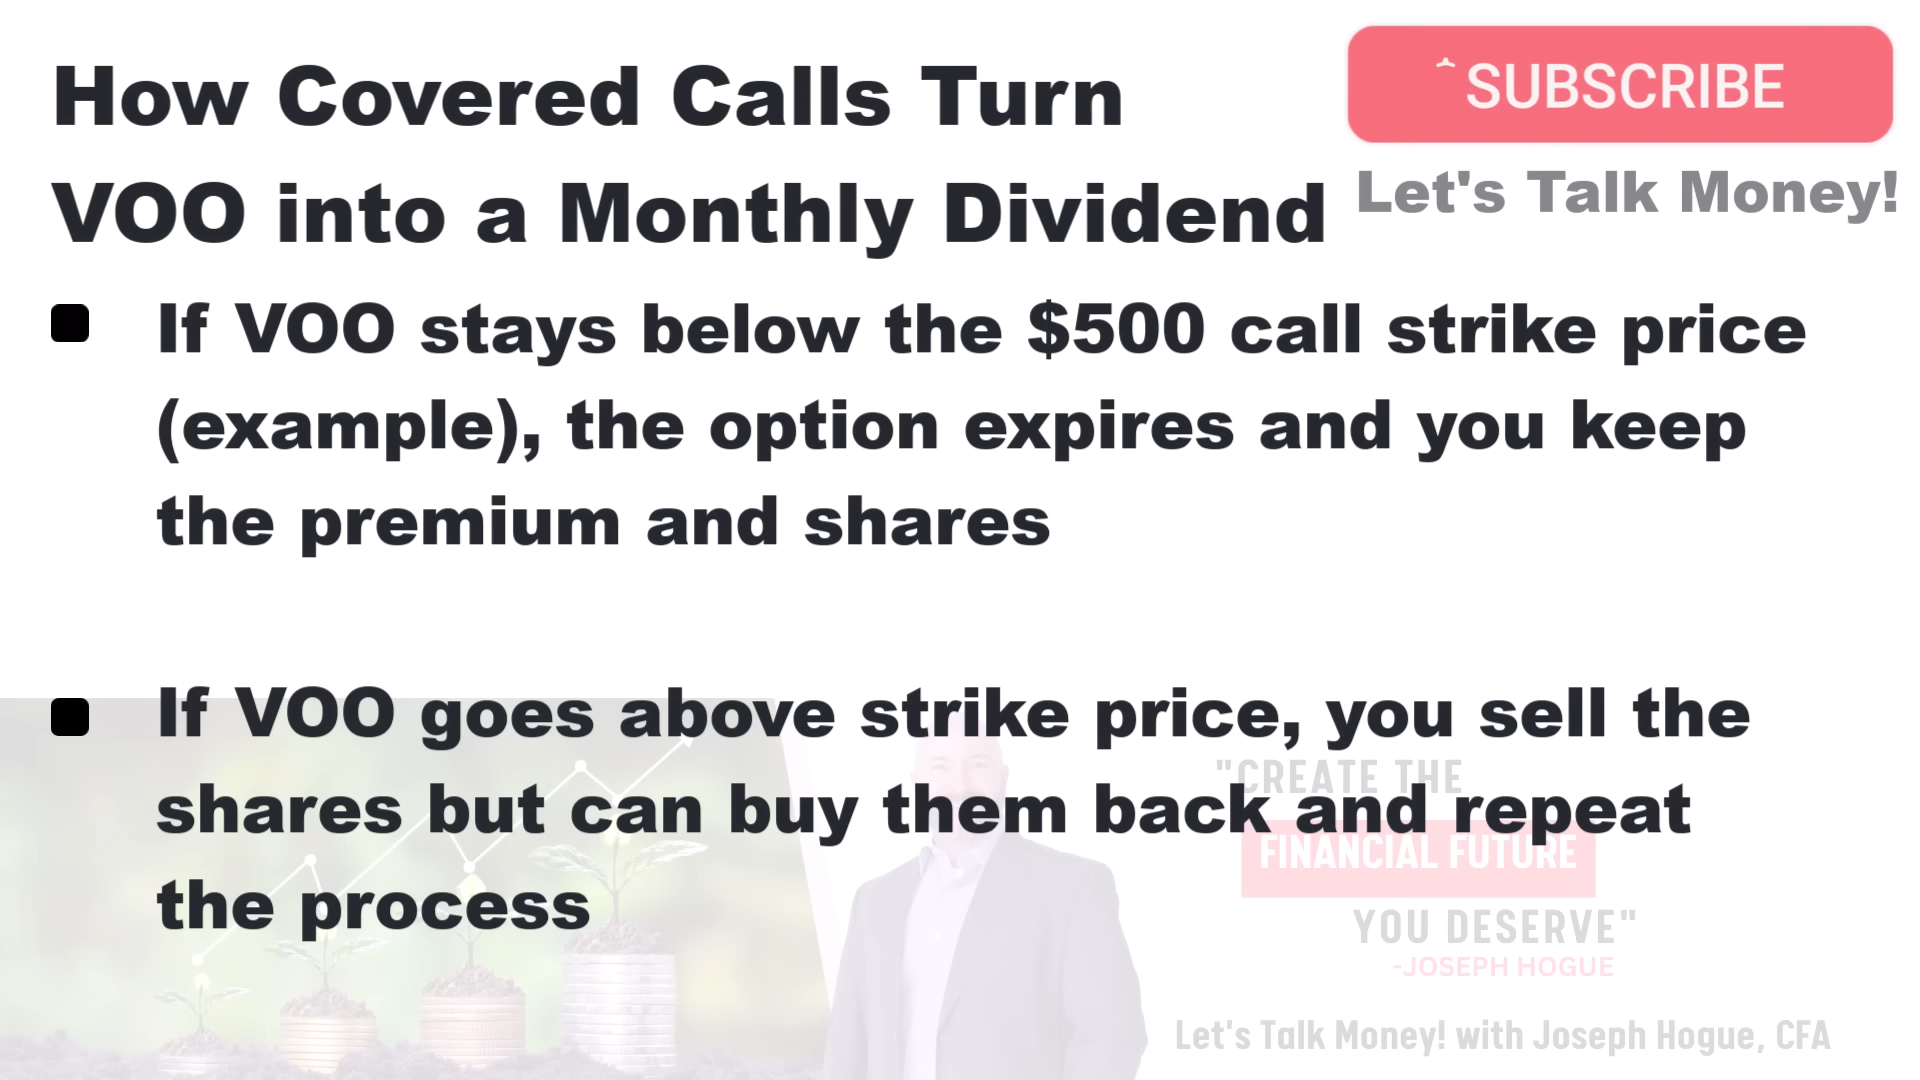 How Covered Calls Turn
VOO into a Monthly Dividend
SUBSCRIBE
Let's Talk Money!
If VOO stays below the $500 call strike price
(example), the option expires and you keep
the premium and shares
If VOO goes above strike price, you sell the
shares but can buy them back and repeat
the process
"CREATE THE
FINANCIAL FUTURE
YOU DESERVE"
-JOSEPH HOGUE
Let's Talk Money! with Joseph Hogue, CFA